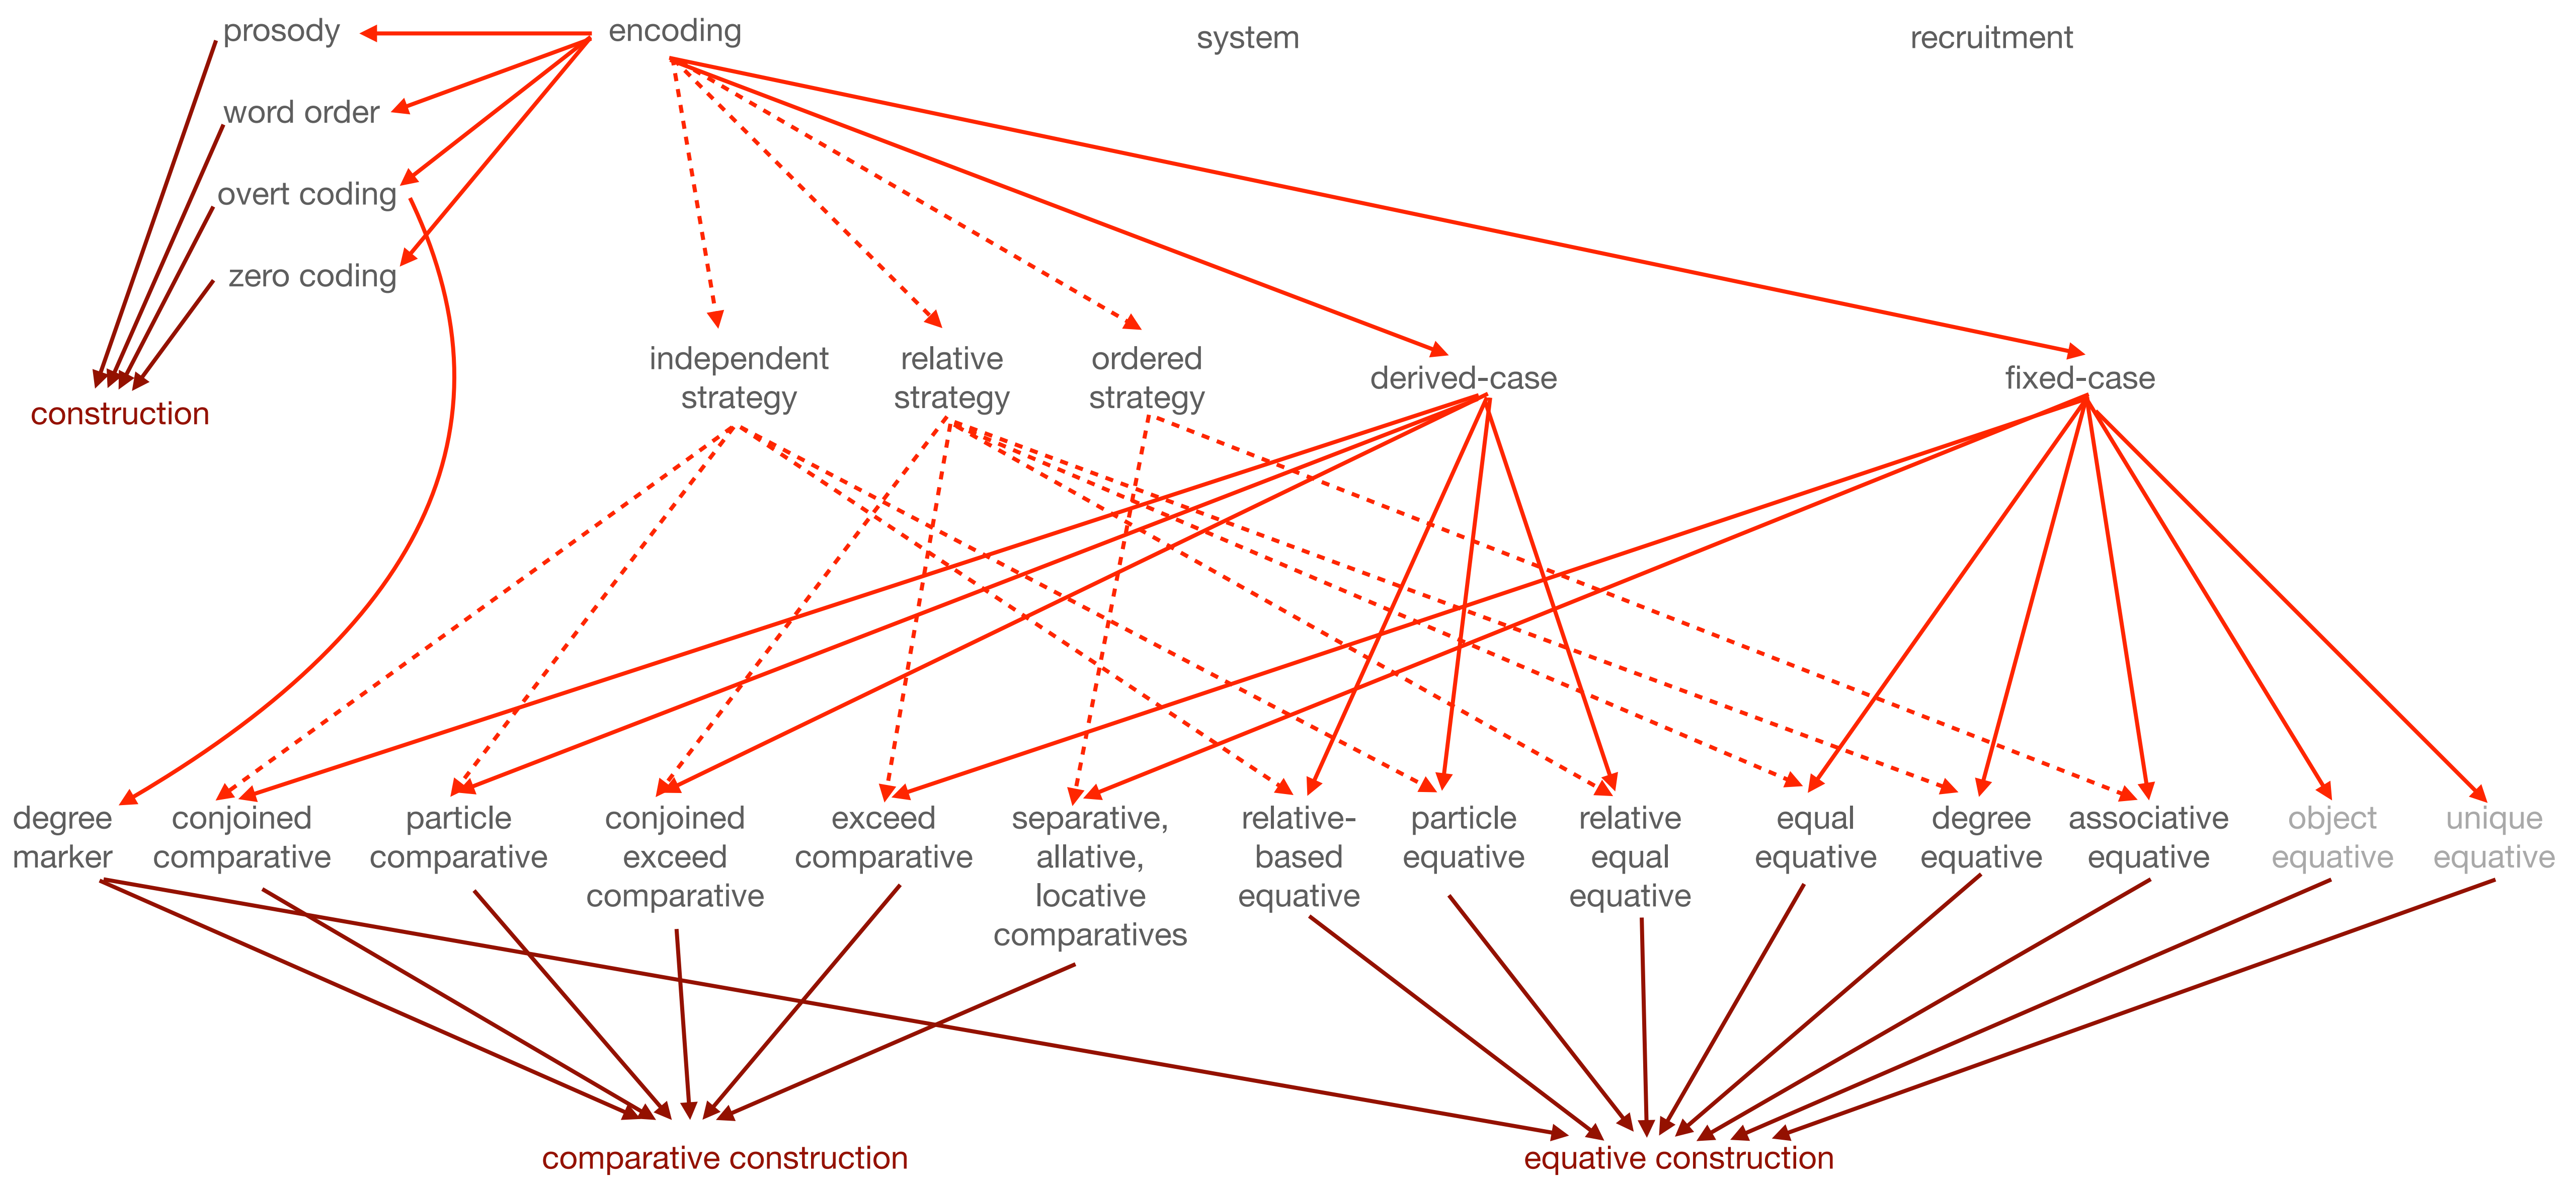 prosody
encoding
system
recruitment
word order
overt coding
zero coding
construction
independent
strategy
relative
strategy
ordered
strategy
derived-case
fixed-case
degree
marker
conjoined
comparative
particle
comparative
conjoined
exceed
comparative
exceed
comparative
separative,
allative,
locative
comparatives
relative-
based
equative
particle
equative
relative
equal
equative
equal
equative
degree
equative
associative
equative
object
equative
unique
equative
comparative construction
equative construction